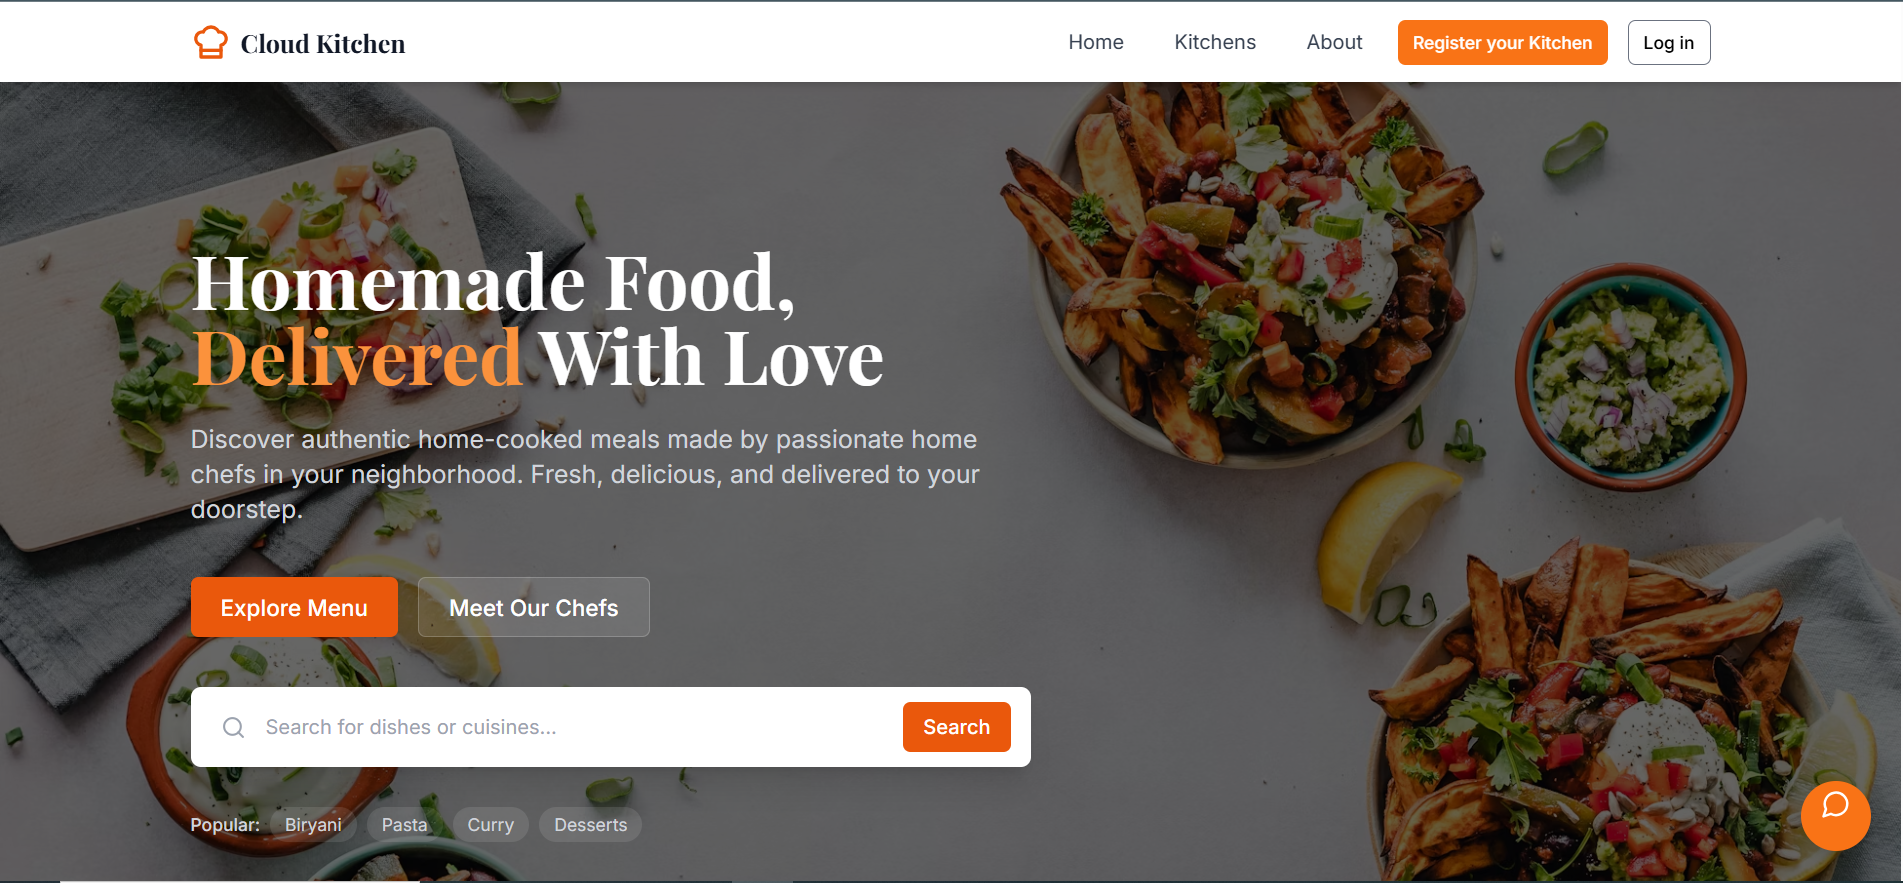 Cloud Kitchen
Home
Kitchens
About
Register your Kitchen
Log in
Homemade Food,
Delivered With Love
Discover authentic home-cooked meals made by passionate home
chefs in your neighborhood. Fresh, delicious, and delivered to your
doorstep.
Explore Menu
Meet Our Chefs
Search for dishes or cuisines...
Search
Popular:
Biryani
Pasta
Curry
Desserts